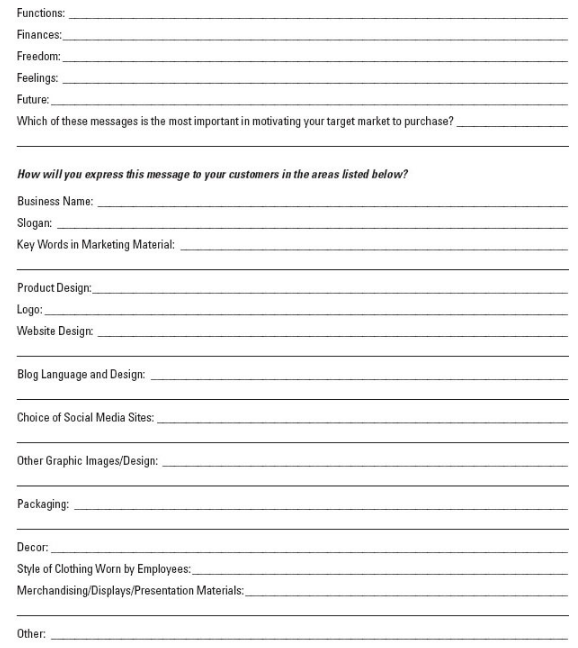 Functions:
Finances:
Freedom:
Feelings:
Future:
Which of these messages is the most important in motivating your target market to purchase?
How will you express this message to your customers in the areas listed below?
Business Name:
Slogan:
Key Words in Marketing Material:
Product Design:
Logo:
Website Design:
Blog Language and Design:
Choice of Social Media Sites:
Other Graphic Images/Design:
Packaging:
Decor:
Style of Clothing Worn by Employees:
Merchandising/Displays/Presentation Materials:
Other: